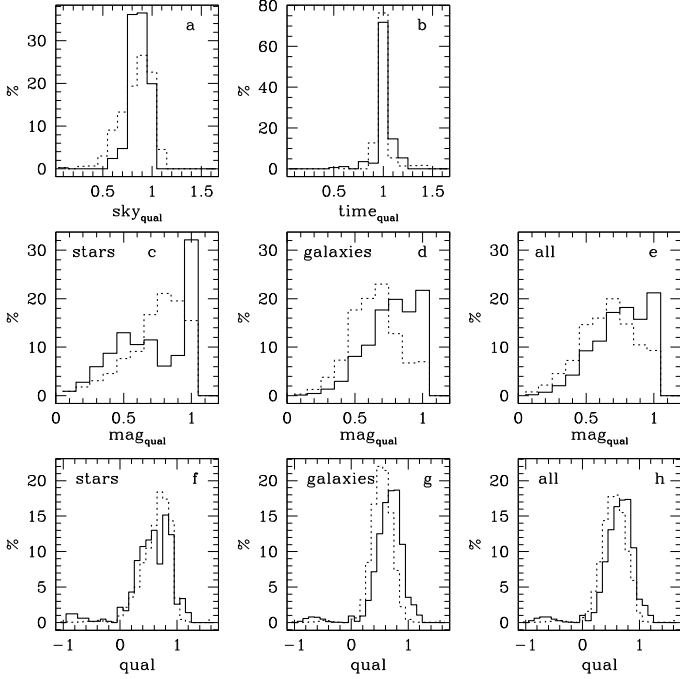 a
b
%
30
20
10
0
0.5 1 1.5
sky_qual
%
80
60
40
20
0
0.5 1 1.5
time_qual
stars c
galaxies d
all e
%
30
20
10
0
0 0.5 1
mag_qual
%
30
20
10
0
0 0.5 1
mag_qual
%
30
20
10
0
0 0.5 1
mag_qual
stars f
galaxies g
all h
%
20
15
10
5
0
−1 0 1
qual
%
20
15
10
5
0
−1 0 1
qual
%
20
15
10
5
0
−1 0 1
qual